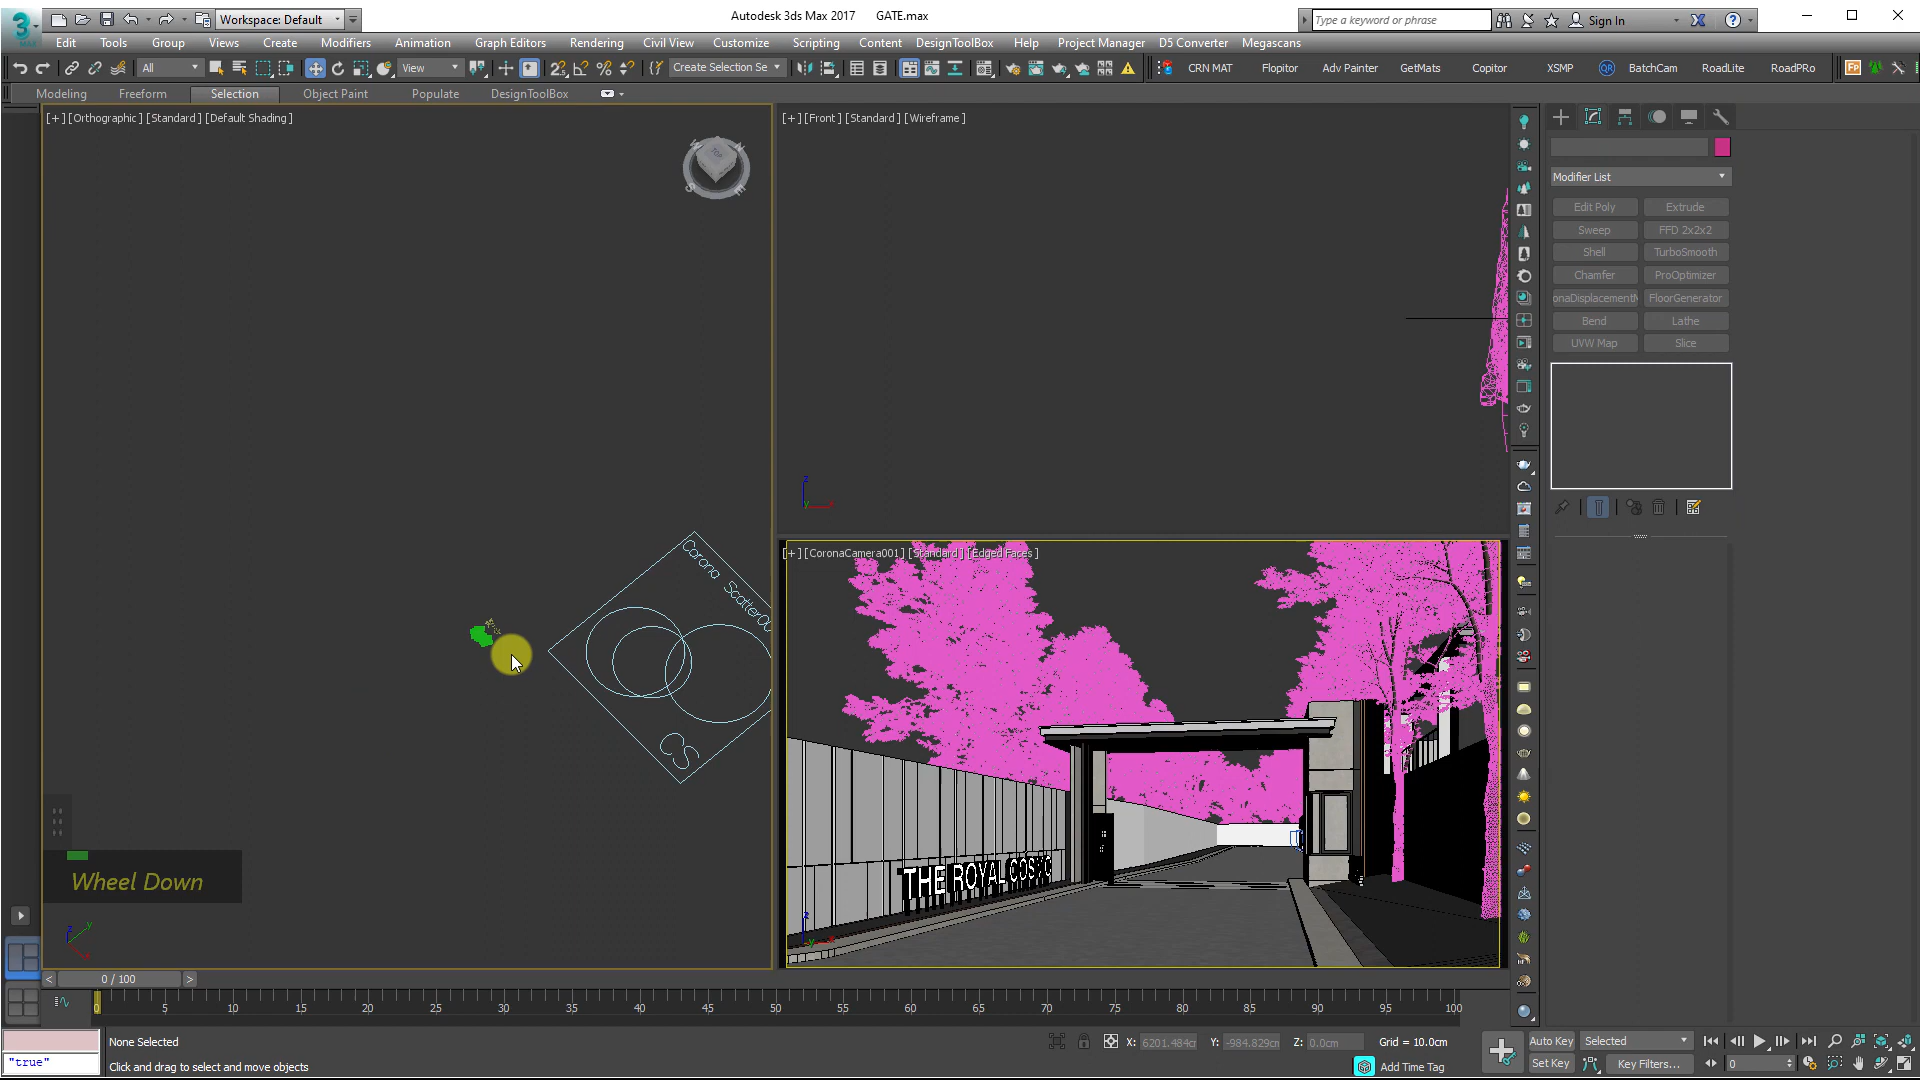 Workspace: Default
Autodesk 3ds Max 2017 GATE.max
Type a keyword or phrase
Sign In
Edit Tools Group Views Create Modifiers Animation Graph Editors Rendering Civil View Customize Scripting Content DesignToolBox Help Project Manager D5 Converter Megascans
All View Create Selection Se CRN MAT Flopitor Adv Painter GetMats Copitor XSMP BatchCam RoadLite RoadPRo
Modeling Freeform Selection Object Paint Populate DesignToolBox
[+] [Orthographic] [Standard] [Default Shading]
[+] [Front] [Standard] [Wireframe]
Modifier List
Edit Poly Extrude
Sweep FFD 2x2x2
Shell TurboSmooth
Chamfer ProOptimizer
onaDisplacementM FloorGenerator
Bend Lathe
UVW Map Slice
[+] [CoronaCamera001] [Standard] [Edged Faces]
Corona Scatter00
CS
THE ROYAL COSMO
Wheel Down
0 / 100
0 5 10 15 20 25 30 35 40 45 50 55 60 65 70 75 80 85 90 95 100
None Selected
X: 6201.484cm Y: -984.829cm Z: 0.0cm Grid = 10.0cm
Auto Key Selected
"true"
Click and drag to select and move objects
Add Time Tag
Set Key Key Filters...
0